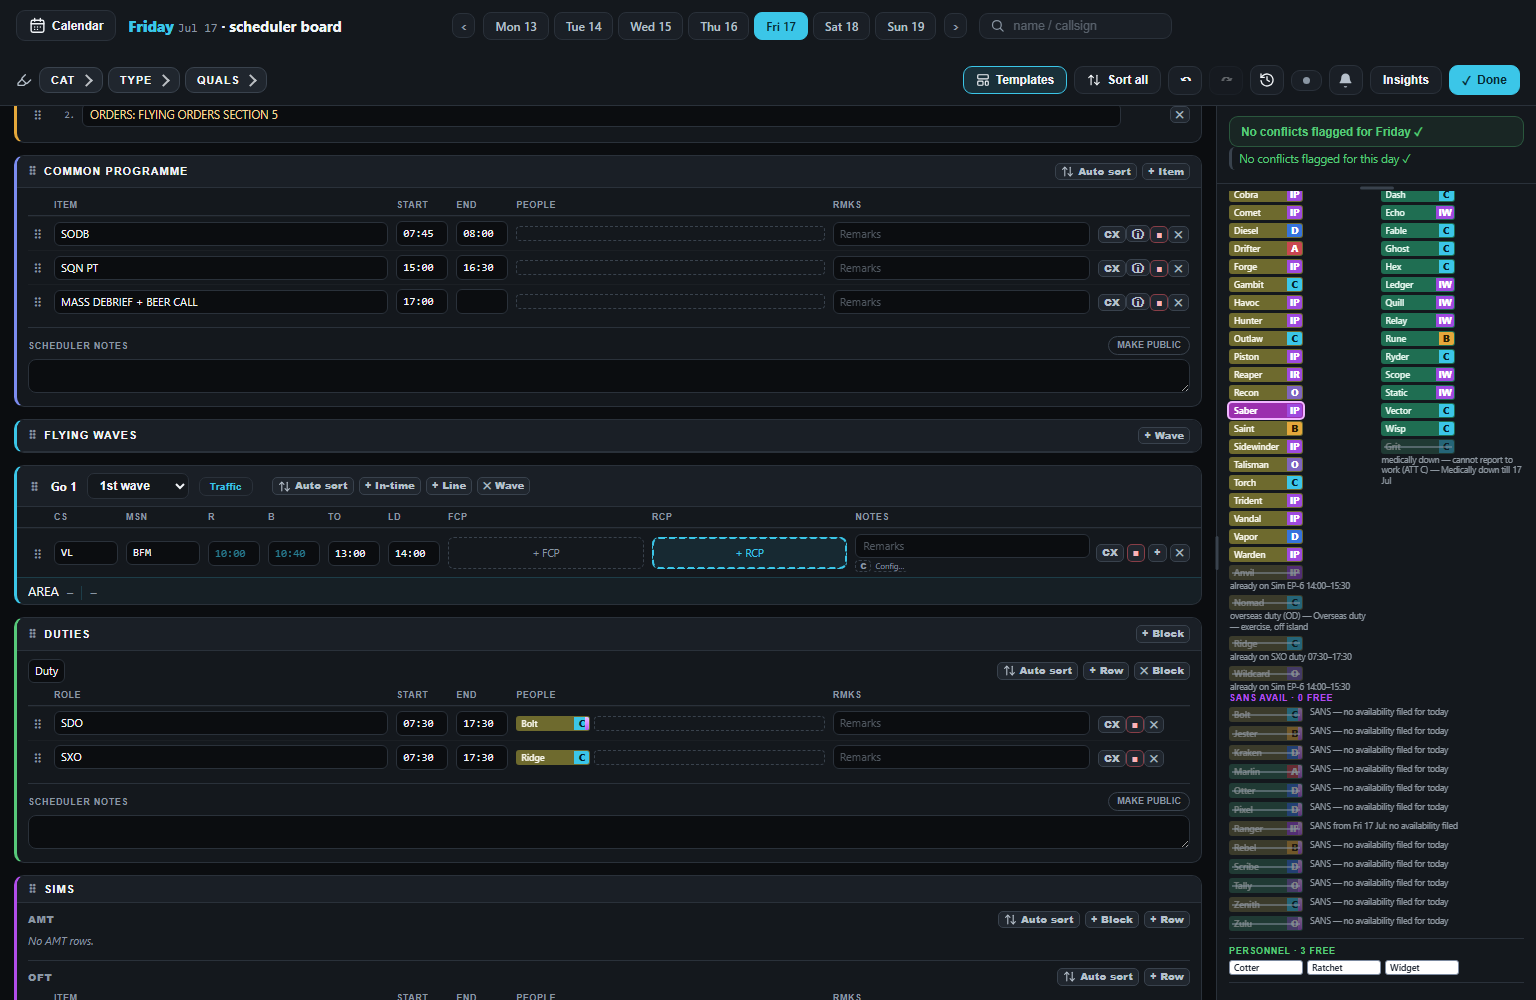 Calendar
Friday Jul 17 · scheduler board
‹ Mon 13 Tue 14 Wed 15 Thu 16 Fri 17 Sat 18 Sun 19 ›
name / callsign
CAT TYPE QUALS
Templates Sort all Insights ✓ Done
2. ORDERS: FLYING ORDERS SECTION 5
COMMON PROGRAMME Auto sort + Item
ITEM START END PEOPLE RMKS
SODB 07:45 08:00 Remarks CX
SQN PT 15:00 16:30 Remarks CX
MASS DEBRIEF + BEER CALL 17:00 Remarks CX
SCHEDULER NOTES MAKE PUBLIC
FLYING WAVES + Wave
Go 1 1st wave Traffic Auto sort + In-time + Line ✕ Wave
CS MSN R B TO LD FCP RCP NOTES
VL BFM 10:00 10:40 13:00 14:00 + FCP + RCP Remarks CX
C Config...
AREA – –
DUTIES + Block
Duty Auto sort + Row ✕ Block
ROLE START END PEOPLE RMKS
SDO 07:30 17:30 Bolt C Remarks CX
SXO 07:30 17:30 Ridge C Remarks CX
SCHEDULER NOTES MAKE PUBLIC
SIMS
AMT Auto sort + Block + Row
No AMT rows.
OFT Auto sort + Row
ITEM START END PEOPLE RMKS
No conflicts flagged for Friday ✓
No conflicts flagged for this day ✓
Cobra IP
Comet IP
Diesel D
Drifter A
Forge IP
Gambit C
Havoc IP
Hunter IP
Outlaw C
Piston IP
Reaper IR
Recon O
Saber IP
Saint B
Sidewinder IP
Talisman O
Torch C
Trident IP
Vandal IP
Vapor D
Warden IP
Anvil IP
already on Sim EP-6 14:00–15:30
Nomad C
overseas duty (OD) — Overseas duty
— exercise, off island
Ridge C
already on SXO duty 07:30–17:30
Wildcard O
already on Sim EP-6 14:00–15:30
Dash C
Echo IW
Fable C
Ghost C
Hex C
Ledger IW
Quill IW
Relay IW
Rune B
Ryder C
Scope IW
Static IW
Vector C
Wisp C
Grit C
medically down — cannot report to
work (ATT C) — Medically down till 17
Jul
SANS AVAIL · 0 FREE
Bolt C SANS — no availability filed for today
Jester B SANS — no availability filed for today
Kraken D SANS — no availability filed for today
Marlin A SANS — no availability filed for today
Otter D SANS — no availability filed for today
Pixel D SANS — no availability filed for today
Ranger IP SANS from Fri 17 Jul: no availability filed
Rebel B SANS — no availability filed for today
Scribe D SANS — no availability filed for today
Tally O SANS — no availability filed for today
Zenith C SANS — no availability filed for today
Zulu O SANS — no availability filed for today
PERSONNEL · 3 FREE
Cotter Ratchet Widget